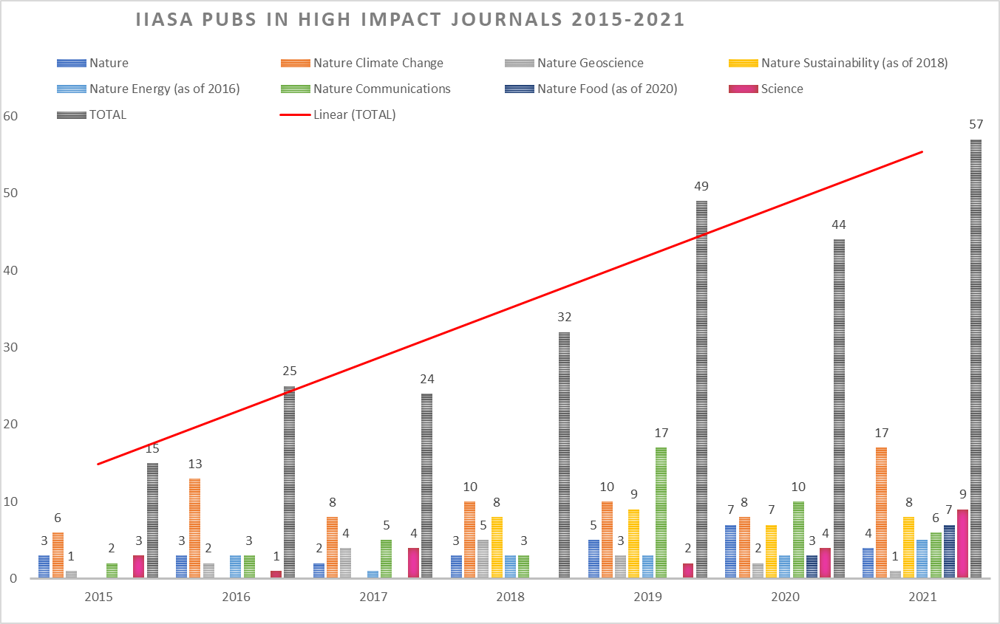 IIASA PUBS IN HIGH IMPACT JOURNALS 2015-2021
Nature Nature Climate Change Nature Geoscience Nature Sustainability (as of 2018)
Nature Energy (as of 2016) Nature Communications Nature Food (as of 2020) Science
TOTAL Linear (TOTAL)
60
57
50
49
44
40
32
30
25
24
20
17 17
15
13
10 10 10
10
9 9
8 8 8 8
7 7 7
6 6
5 5 5
4 4 4 4
3 3 3 3 3 3 3 3
2 2 2 2 2
1 1 1
0
2015 2016 2017 2018 2019 2020 2021